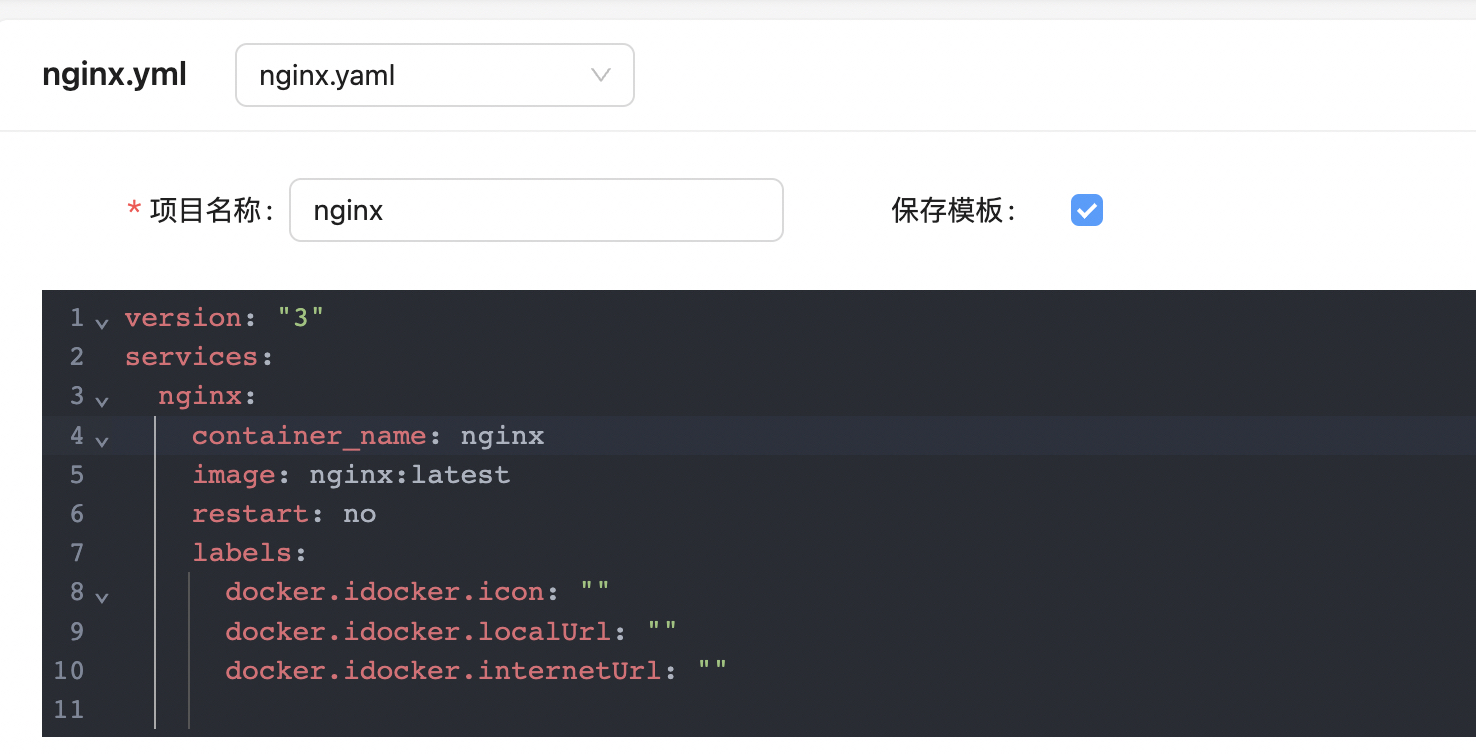 nginx.yml nginx.yaml
* 项目名称: nginx 保存模板:
1 version: "3"
2 services:
3 nginx:
4 container_name: nginx
5 image: nginx:latest
6 restart: no
7 labels:
8 docker.idocker.icon: ""
9 docker.idocker.localUrl: ""
10 docker.idocker.internetUrl: ""
11